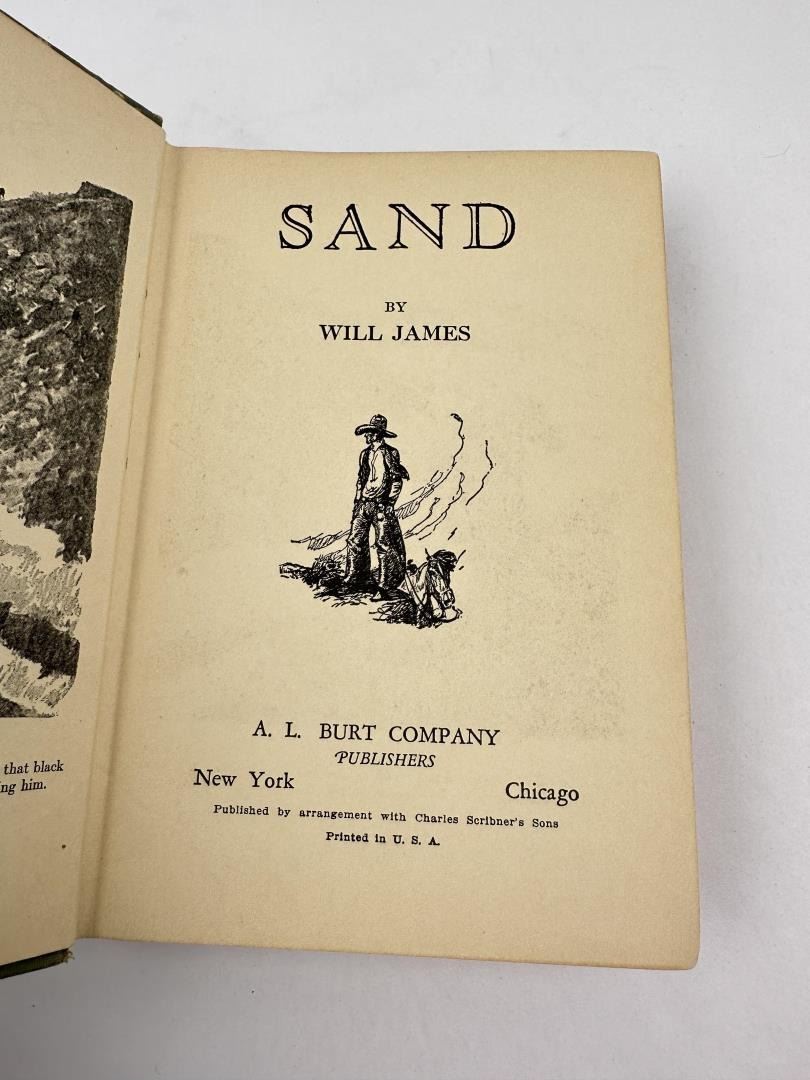 SAND
BY
WILL JAMES
A. L. BURT COMPANY
PUBLISHERS
New York Chicago
Published by arrangement with Charles Scribner's Sons
Printed in U. S. A.
that black
ng him.